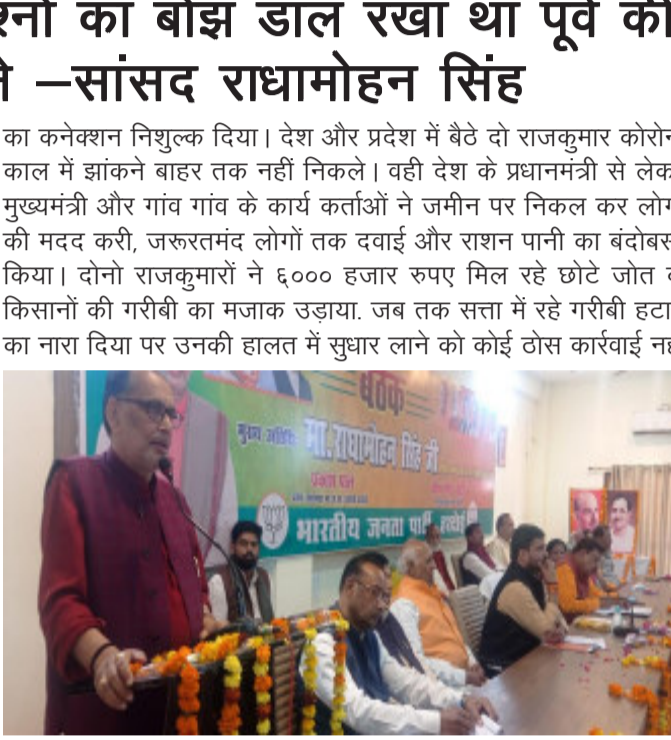 का बोझ डाल रखा था पूर्व की
–सांसद राधामोहन सिंह
का कनेक्शन निशुल्क दिया। देश और प्रदेश में बैठे दो राजकुमार
काल में झांकने बाहर तक नहीं निकले। वही देश के प्रधानमंत्री से
मुख्यमंत्री और गांव गांव के कार्य कर्ताओं ने जमीन पर निकल कर
की मदद करी, जरूरतमंद लोगों तक दवाई और राशन पानी का
किया। दोनो राजकुमारों ने ६००० हजार रुपए मिल रहे छोटे जोत
किसानों की गरीबी का मजाक उड़ाया. जब तक सत्ता में रहे गरीबी
का नारा दिया पर उनकी हालत में सुधार लाने को कोई ठोस कार्रवाई
बैठक
मुख्य अतिथि मा. राधामोहन सिंह जी
भारतीय जनता पार्टी